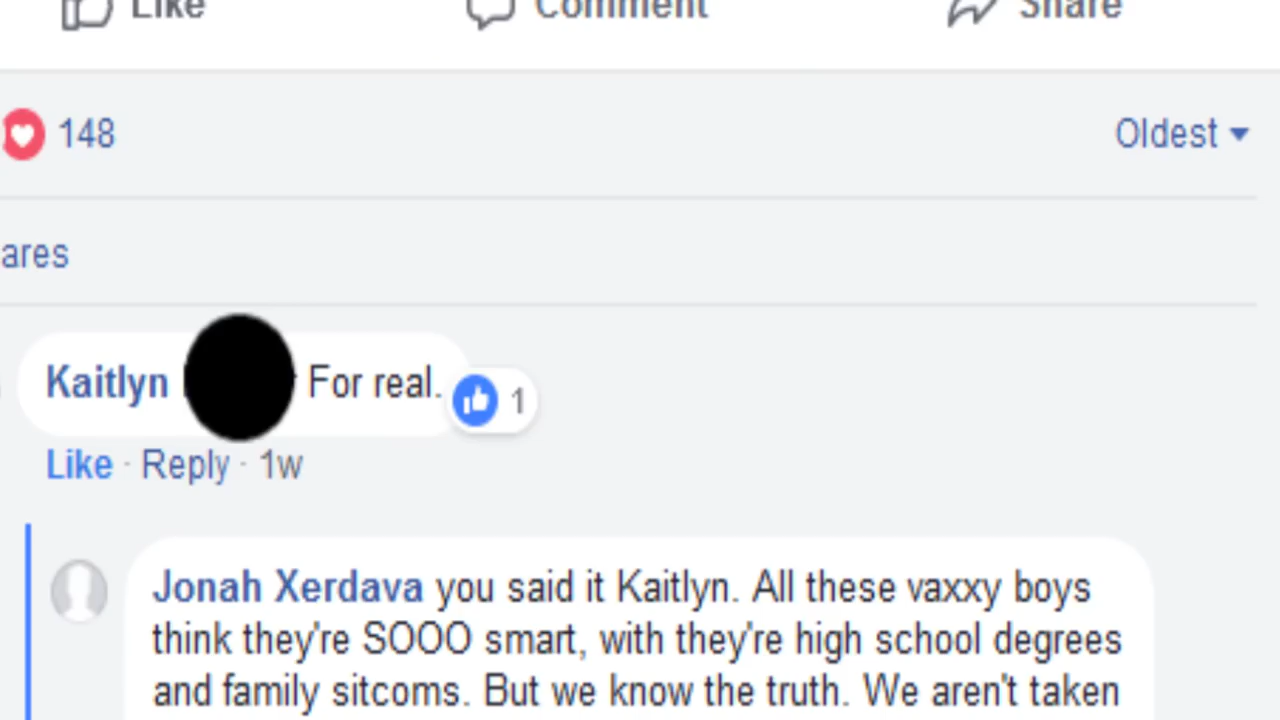 Like Comment Share
148 Oldest
ares
Kaitlyn For real. 1
Like · Reply · 1w
Jonah Xerdava you said it Kaitlyn. All these vaxxy boys
think they're SOOO smart, with they're high school degrees
and family sitcoms. But we know the truth. We aren't taken